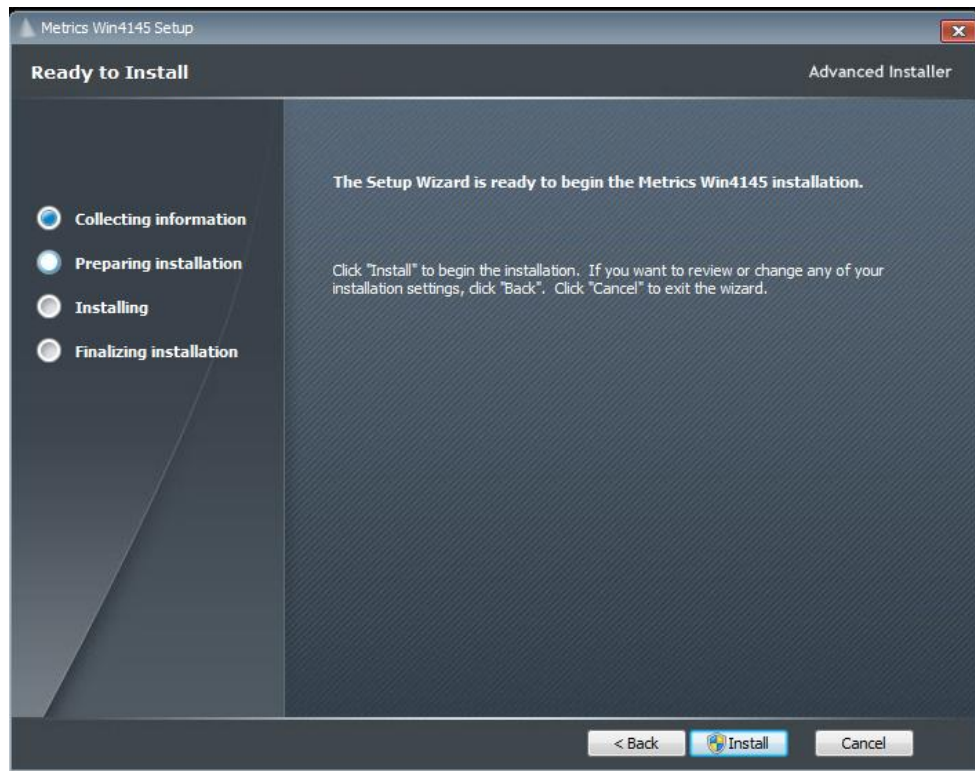 Metrics Win4145 Setup
Ready to Install
Advanced Installer
The Setup Wizard is ready to begin the Metrics Win4145 installation.
Collecting information
Preparing installation
Click "Install" to begin the installation. If you want to review or change any of your
installation settings, click "Back". Click "Cancel" to exit the wizard.
Installing
Finalizing installation
< Back
Install
Cancel